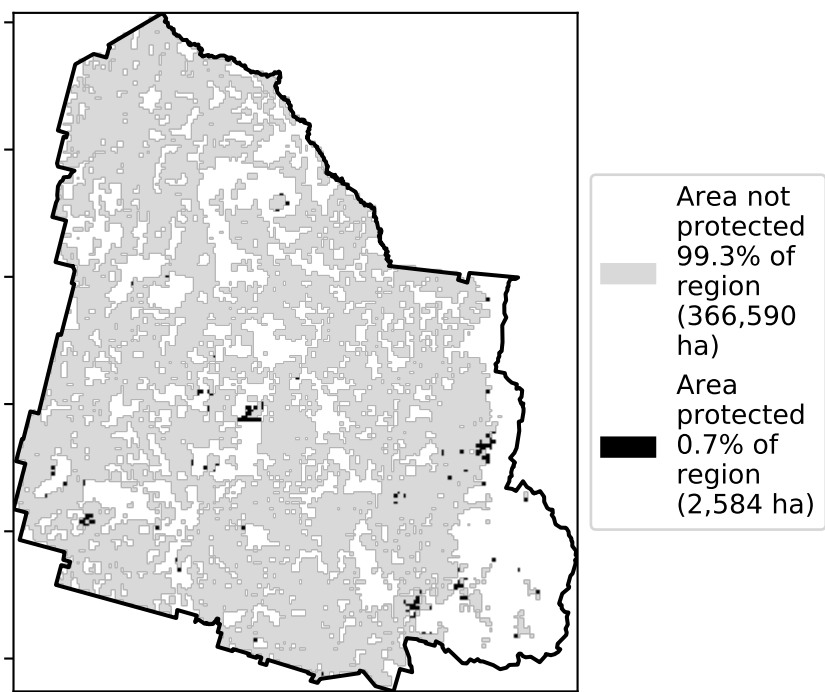 Area not
protected
99.3% of
region
(366,590
ha)
Area
protected
0.7% of
region
(2,584 ha)